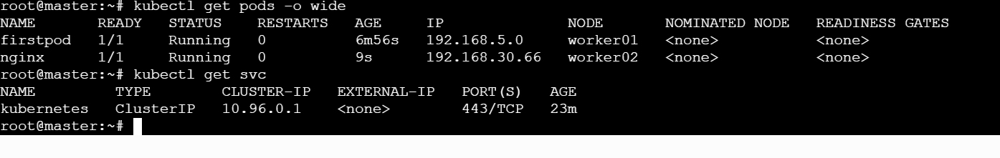 root@master:~# kubectl get pods -o wide
NAME       READY   STATUS    RESTARTS   AGE     IP              NODE       NOMINATED NODE   READINESS GATES
firstpod   1/1     Running   0          6m56s   192.168.5.0     worker01   <none>           <none>
nginx      1/1     Running   0          9s      192.168.30.66   worker02   <none>           <none>
root@master:~# kubectl get svc
NAME         TYPE        CLUSTER-IP   EXTERNAL-IP   PORT(S)   AGE
kubernetes   ClusterIP   10.96.0.1    <none>        443/TCP   23m
root@master:~#